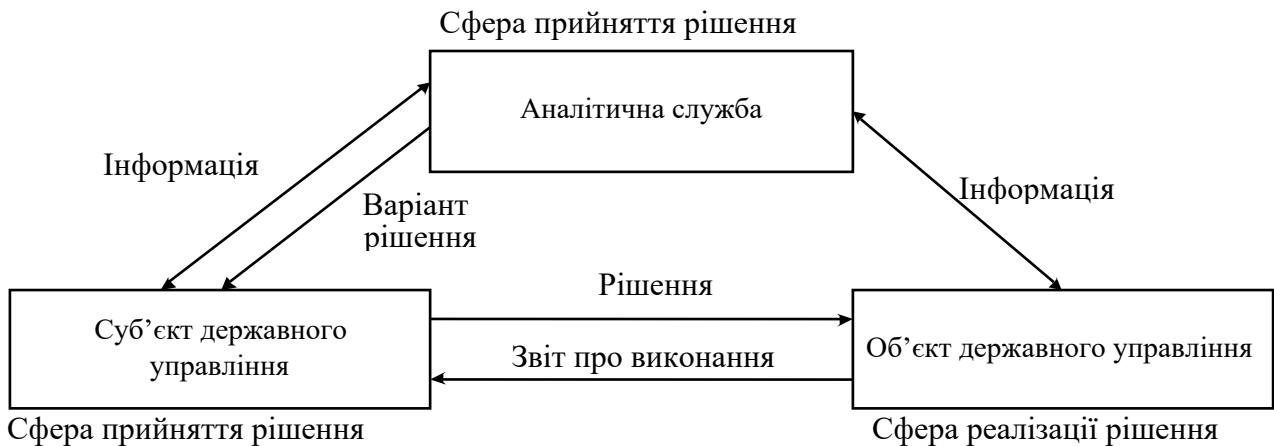 Сфера прийняття рішення
Аналітична служба
Інформація
Інформація
Варіант
рішення
Рішення
Суб’єкт державного
управління
Звіт про виконання
Об’єкт державного управління
Сфера прийняття рішення
Сфера реалізації рішення